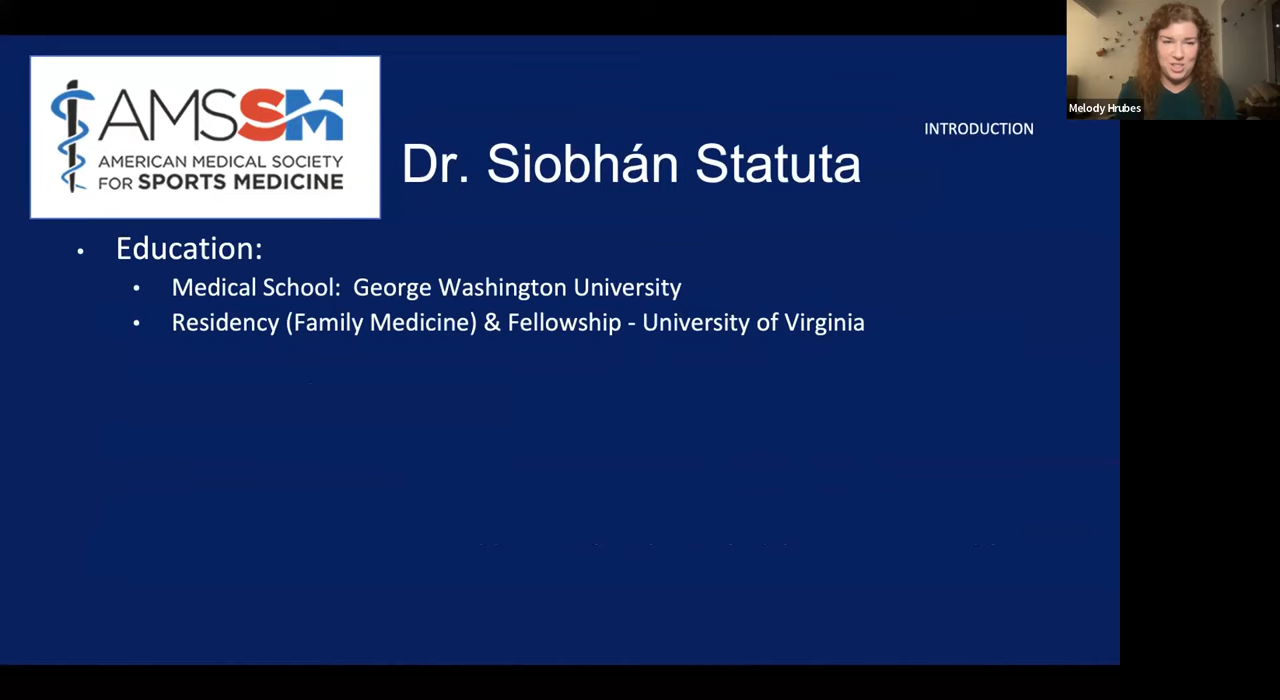 AMSSM
AMERICAN MEDICAL SOCIETY
FOR SPORTS MEDICINE
Melody Hrubes
INTRODUCTION
Dr. Siobhán Statuta
• Education:
• Medical School: George Washington University
• Residency (Family Medicine) & Fellowship - University of Virginia